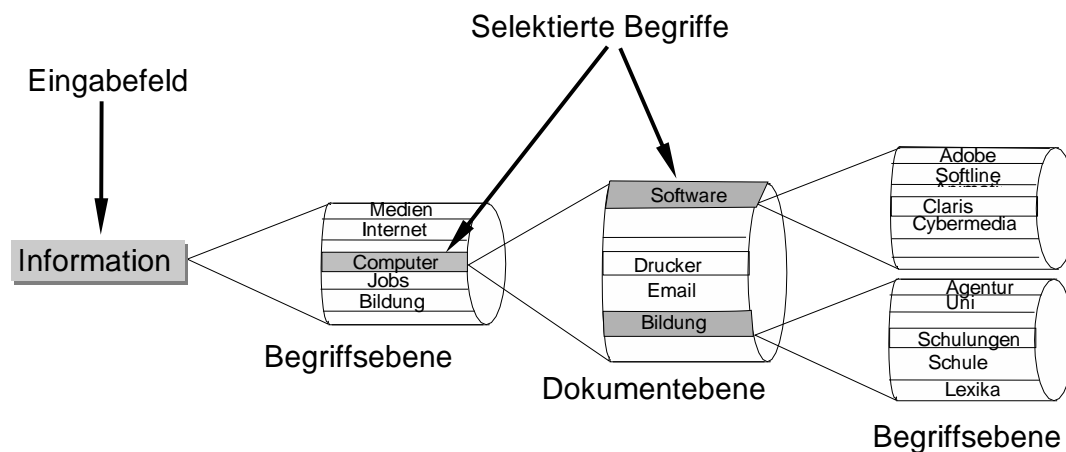 Selektierte Begriffe
Eingabefeld
Information
Medien
Internet
Computer
Jobs
Bildung
Begriffsebene
Software
Drucker
Email
Bildung
Dokumentebene
Adobe
Softline
Claris
Cybermedia
Agentur
Uni
Schulungen
Schule
Lexika
Begriffsebene